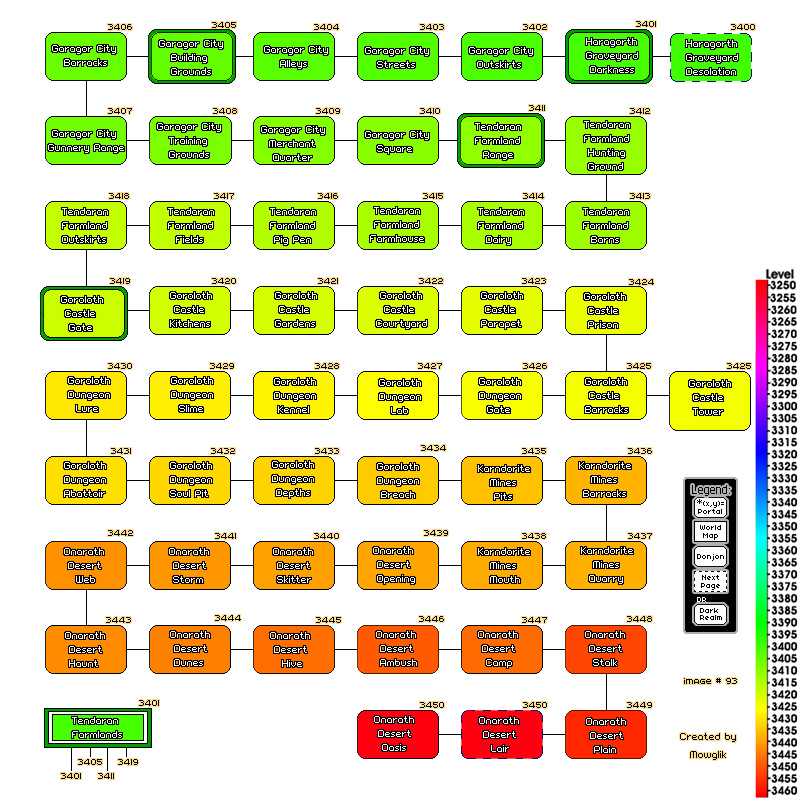 3406 3405 3404 3403 3402 3401 3400
Garagor City Garagor City Garagor City Garagor City Garagor City Haragorth Haragorth
Barracks Building Alleys Streets Outskirts Graveyard Graveyard
Grounds Darkness Desolation
3407 3408 3409 3410 3411 3412
Garagor City Garagor City Garagor City Garagor City Tendaran Tendaran
Gunnery Range Training Merchant Square Farmland Farmland
Grounds Quarter Range Hunting
Ground
3418 3417 3416 3415 3414 3413
Tendaran Tendaran Tendaran Tendaran Tendaran Tendaran
Farmland Farmland Farmland Farmland Farmland Farmland
Outskirts Fields Pig Pen Farmhouse Dairy Barns
3419 3420 3421 3422 3423 3424
Goroloth Goroloth Goroloth Goroloth Goroloth Goroloth
Castle Castle Castle Castle Castle Castle
Gate Kitchens Gardens Courtyard Parapet Prison
3430 3429 3428 3427 3426 3425 3425
Goroloth Goroloth Goroloth Goroloth Goroloth Goroloth Goroloth
Dungeon Dungeon Dungeon Dungeon Dungeon Castle Castle
Lure Slime Kennel Lab Gate Barracks Tower
3431 3432 3433 3434 3435 3436
Goroloth Goroloth Goroloth Goroloth Karndorite Karndorite
Dungeon Dungeon Dungeon Dungeon Mines Mines
Abattoir Soul Pit Depths Breach Pits Barracks
3442 3441 3440 3439 3438 3437
Onarath Onarath Onarath Onarath Karndorite Karndorite
Desert Desert Desert Desert Mines Mines
Web Storm Skitter Opening Mouth Quarry
3443 3444 3445 3446 3447 3448
Onarath Onarath Onarath Onarath Onarath Onarath
Desert Desert Desert Desert Desert Desert
Haunt Dunes Hive Ambush Camp Stalk
3401 3450 3450 3449
Tendaran Onarath Onarath Onarath
Farmlands Desert Desert Desert
Oasis Lair Plain
3405 3419
3401 3411
Level
3250
3255
3260
3265
3270
3275
3280
3285
3290
3295
3300
3305
3310
3315
3320
3325
3330
3335
3340
3345
3350
3355
3360
3365
3370
3375
3380
3385
3390
3395
3400
3405
3410
3415
3420
3425
3430
3435
3440
3445
3450
3455
3460
Legend:
*(x,y)=
Portal
World
Map
Donjon
Next
Page
DR
Dark
Realm
image # 93
Created by
Mowglik